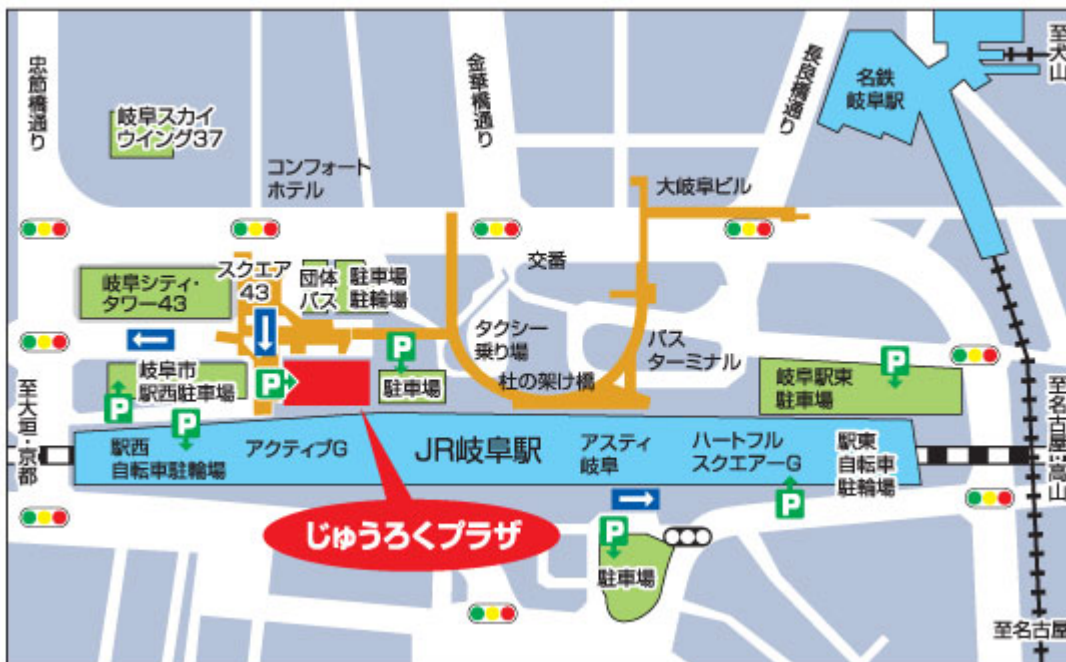 忠節橋通り
金華橋通り
長良橋通り
至犬山
名鉄
岐阜駅
岐阜スカイ
ウイング37
コンフォート
ホテル
大岐阜ビル
交番
岐阜シティ・
タワー43
スクエア
43
団体
バス
駐車場
駐輪場
タクシー
乗り場
バス
ターミナル
杜の架け橋
岐阜市
駅西駐車場
P
P
P
P
駐車場
岐阜駅東
駐車場
P
至大垣・京都
至名古屋・高山
駅西
自転車駐輪場
アクティブG
JR岐阜駅
アスティ
岐阜
ハートフル
スクエアーG
駅東
自転車
駐輪場
P
じゅうろくプラザ
P
駐車場
至名古屋